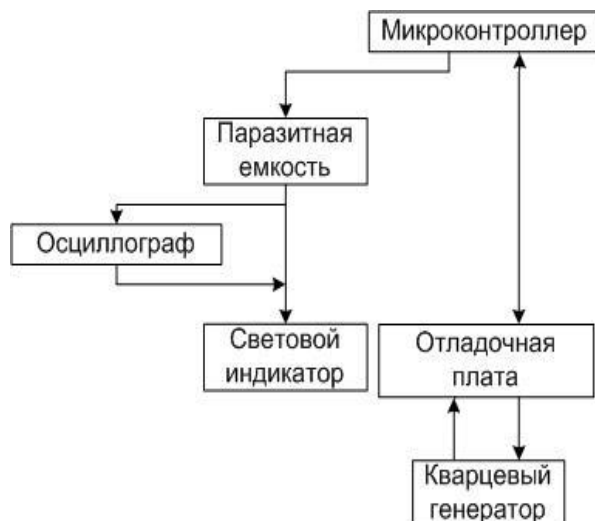 Микроконтроллер
Паразитная
емкость
Осциллограф
Световой
индикатор
Отладочная
плата
Кварцевый
генератор